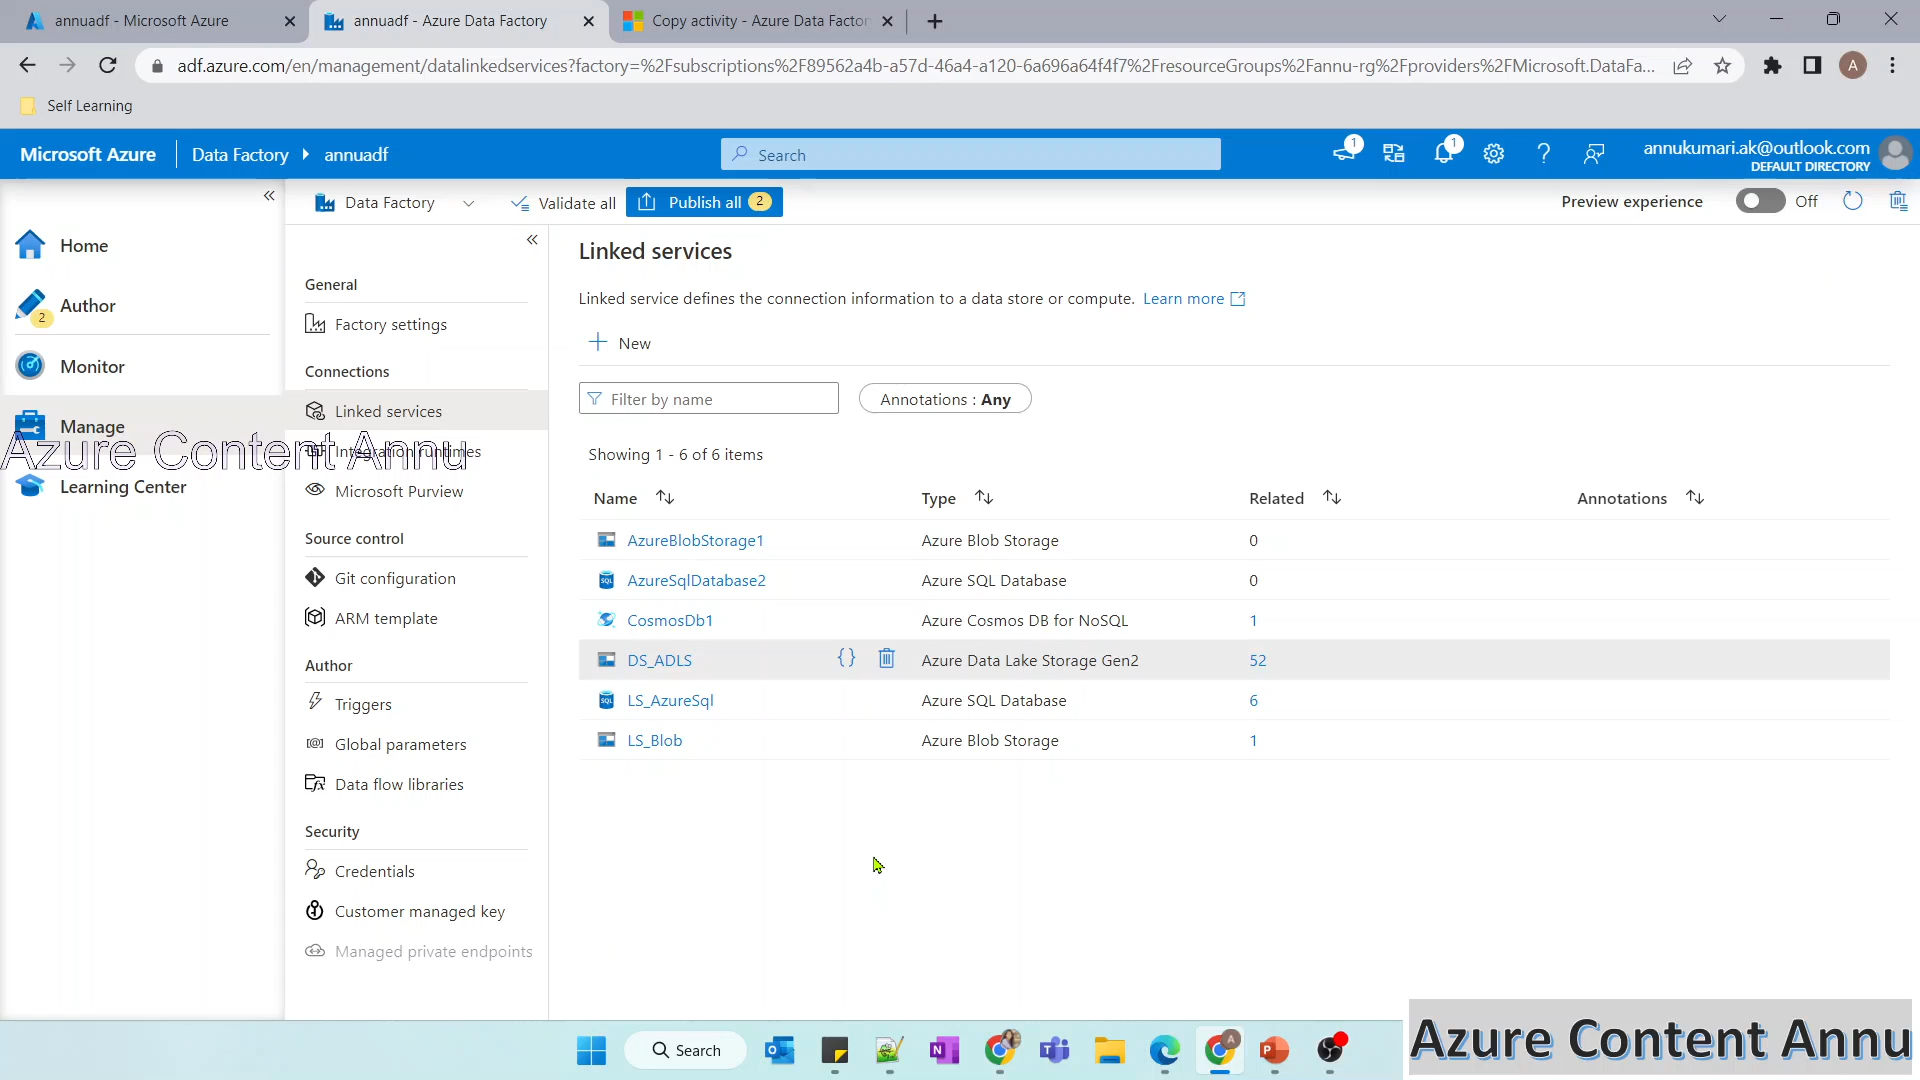 annuadf - Microsoft Azure
annuadf - Azure Data Factory
Copy activity - Azure Data Factor
adf.azure.com/en/management/datalinkedservices?factory=%2Fsubscriptions%2F89562a4b-a57d-46a4-a120-6a696a64f4f7%2FresourceGroups%2Fannu-rg%2Fproviders%2FMicrosoft.DataFa...
A
Self Learning
Microsoft Azure
Data Factory
annuadf
Search
1
1
annukumari.ak@outlook.com
DEFAULT DIRECTORY
Data Factory
Validate all
Publish all 2
Preview experience
Off
Home
Author
2
Monitor
Manage
Learning Center
General
Factory settings
Connections
Linked services
Integration runtimes
Microsoft Purview
Source control
Git configuration
ARM template
Author
Triggers
Global parameters
Data flow libraries
Security
Credentials
Customer managed key
Managed private endpoints
Azure Content Annu
Linked services
Linked service defines the connection information to a data store or compute. Learn more
New
Filter by name
Annotations : Any
Showing 1 - 6 of 6 items
Name Type Related Annotations
AzureBlobStorage1 Azure Blob Storage 0
SQL AzureSqlDatabase2 Azure SQL Database 0
CosmosDb1 Azure Cosmos DB for NoSQL 1
DS_ADLS {} Azure Data Lake Storage Gen2 52
SQL LS_AzureSql Azure SQL Database 6
LS_Blob Azure Blob Storage 1
Search
A
Azure Content Annu